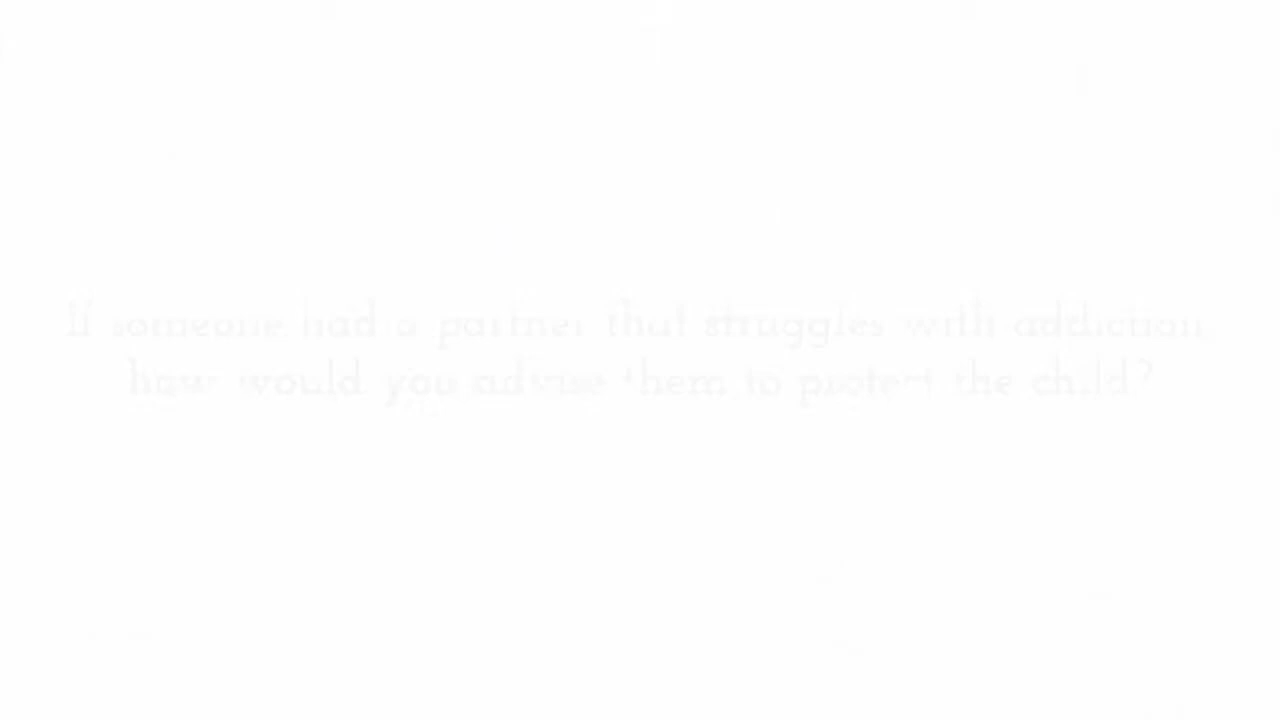 If someone had a partner that struggles with addiction,
how would you advise them to protect the child?